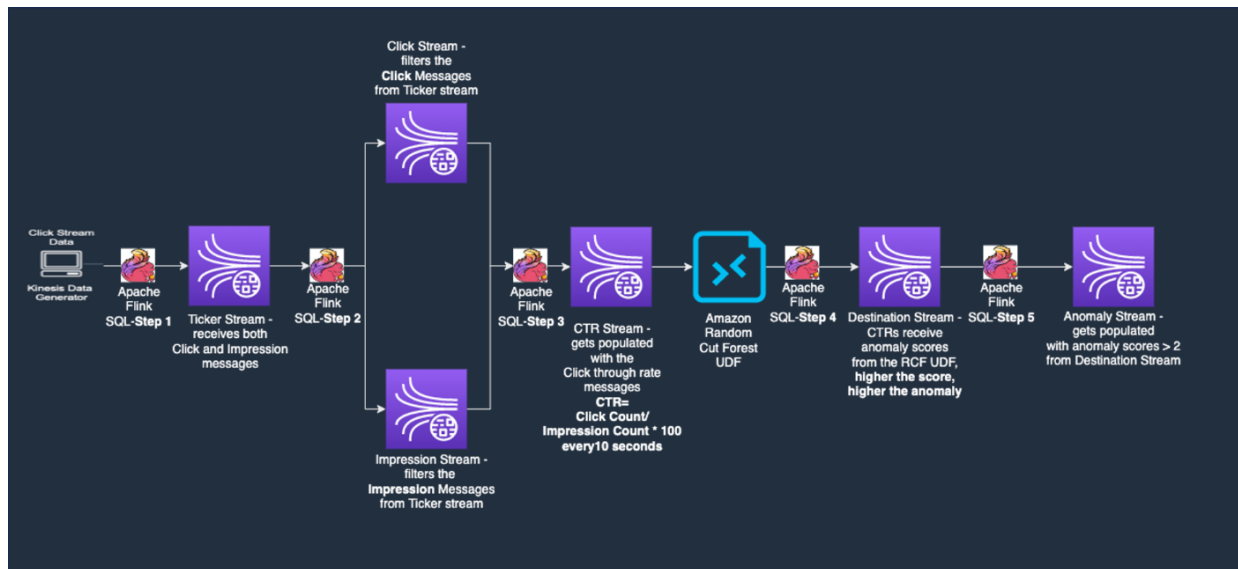 Click Stream -
filters the
Click Messages
from Ticker stream
Click Stream
Data
Kinesis Data
Generator
Apache
Flink
SQL-Step 1
Ticker Stream -
receives both
Click and Impression
messages
Apache
Flink
SQL-Step 2
Impression Stream -
filters the
Impression Messages
from Ticker stream
Apache
Flink
SQL-Step 3
CTR Stream -
gets populated
with the
Click through rate
messages
CTR=
Click Count/
Impression Count * 100
every10 seconds
Amazon
Random
Cut Forest
UDF
Apache
Flink
SQL-Step 4
Destination Stream -
CTRs receive
anomaly scores
from the RCF UDF,
higher the score,
higher the anomaly
Apache
Flink
SQL-Step 5
Anomaly Stream -
gets populated
with anomaly scores > 2
from Destination Stream